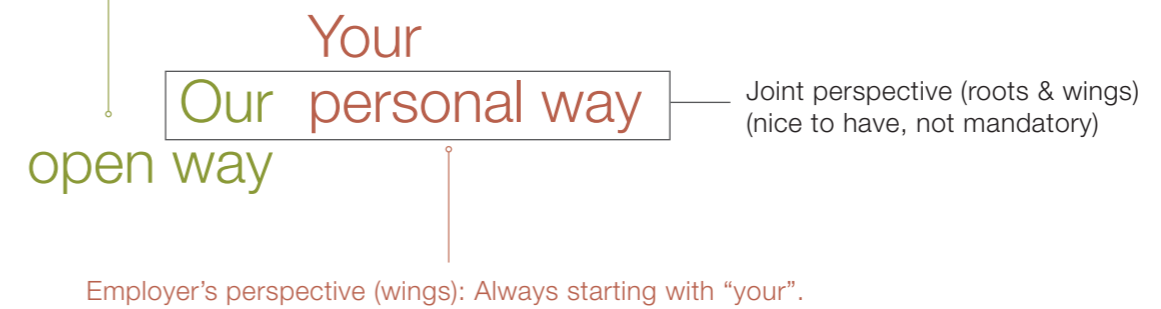 Your
Our personal way
open way
Joint perspective (roots & wings)
(nice to have, not mandatory)
Employer’s perspective (wings): Always starting with “your”.